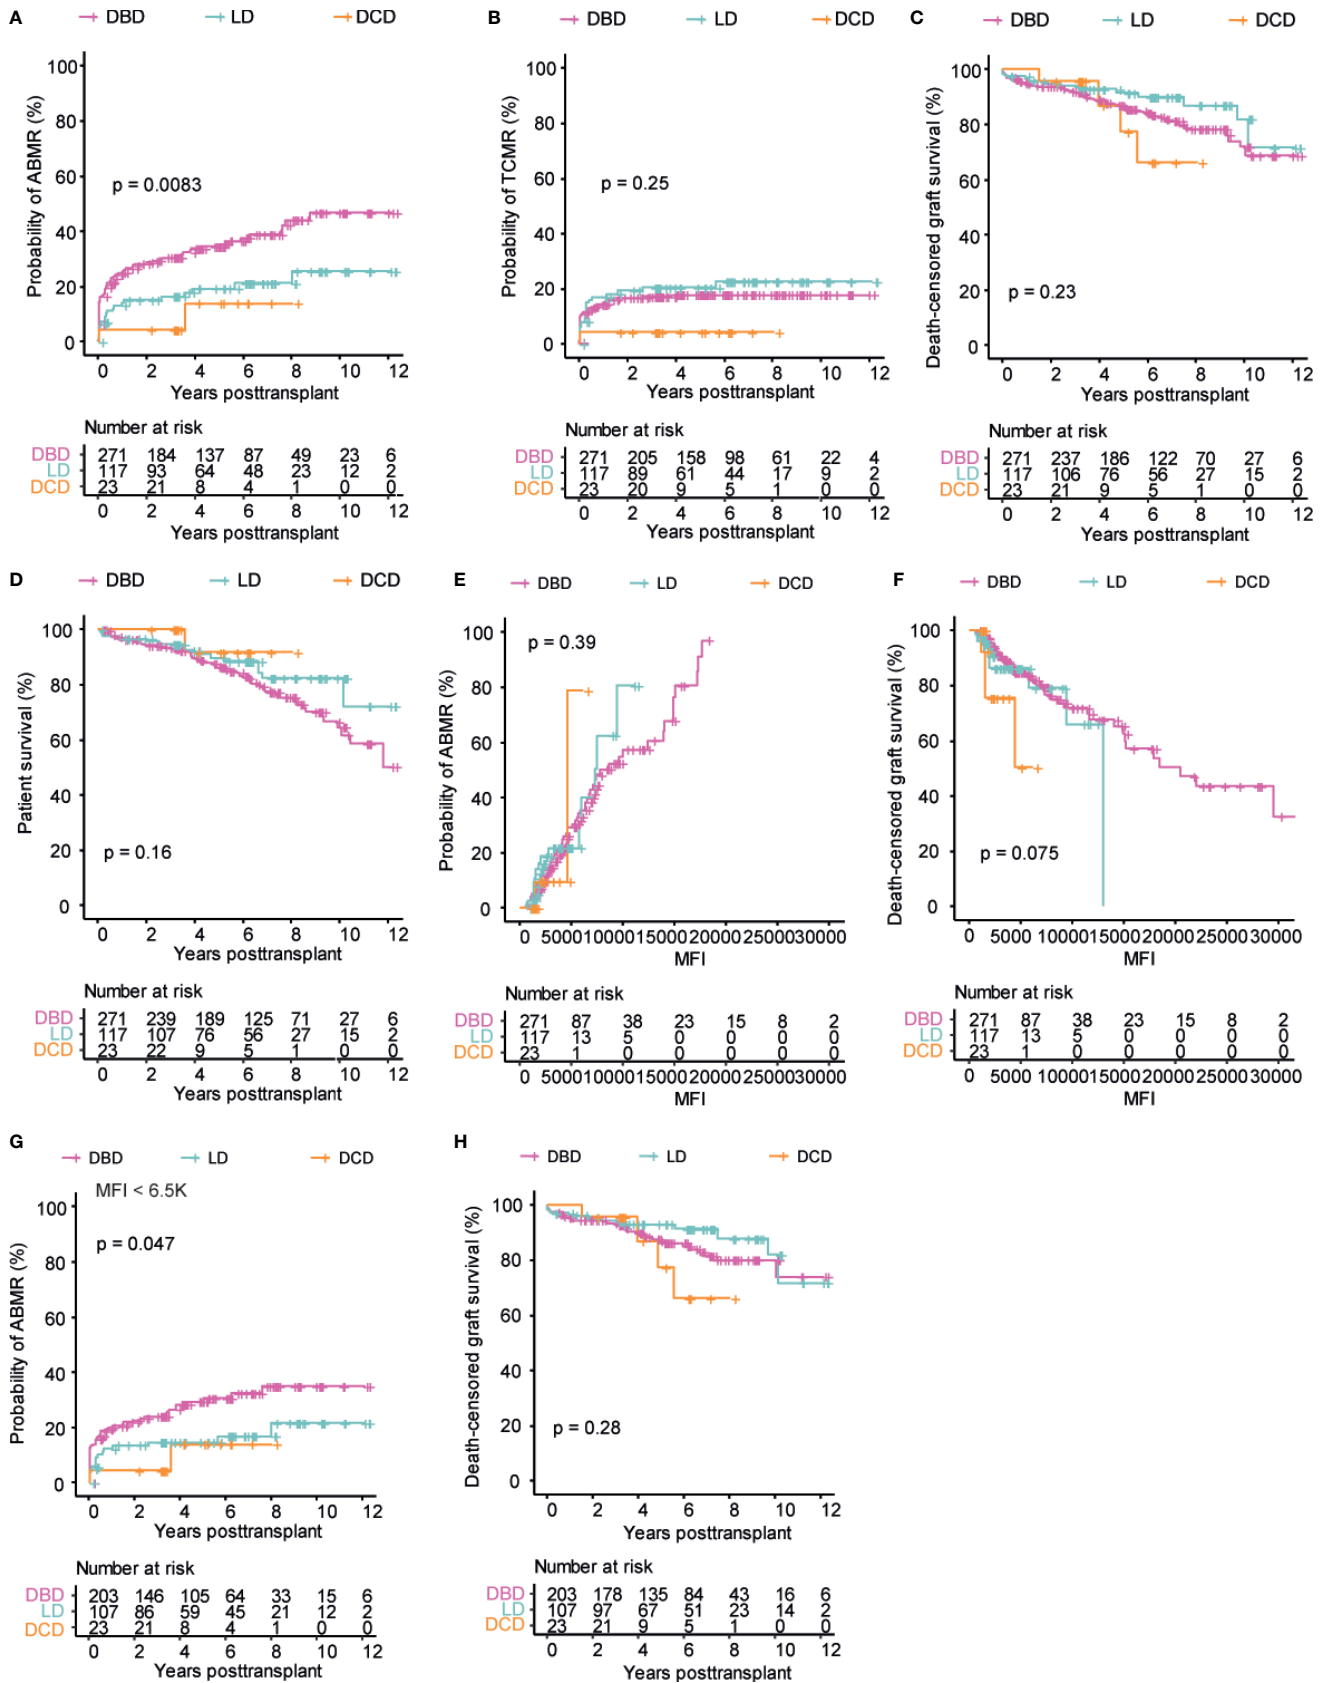 A
DBD LD DCD
Probability of ABMR (%)
100
80
60
40
20
0
p = 0.0083
0 2 4 6 8 10 12
Years posttransplant
Number at risk
DBD 271 184 137 87 49 23 6
LD 117 93 64 48 23 12 2
DCD 23 21 8 4 1 0 0
0 2 4 6 8 10 12
Years posttransplant
B
DBD LD DCD
Probability of TCMR (%)
100
80
60
40
20
0
p = 0.25
0 2 4 6 8 10 12
Years posttransplant
Number at risk
DBD 271 205 158 98 61 22 4
LD 117 89 61 44 17 9 2
DCD 23 20 9 5 1 0 0
0 2 4 6 8 10 12
Years posttransplant
C
DBD LD DCD
Death-censored graft survival (%)
100
80
60
40
20
0
p = 0.23
0 2 4 6 8 10 12
Years posttransplant
Number at risk
DBD 271 237 186 122 70 27 6
LD 117 106 76 56 27 15 2
DCD 23 21 9 5 1 0 0
0 2 4 6 8 10 12
Years posttransplant
D
DBD LD DCD
Patient survival (%)
100
80
60
40
20
0
p = 0.16
0 2 4 6 8 10 12
Years posttransplant
Number at risk
DBD 271 239 189 125 71 27 6
LD 117 107 76 56 27 15 2
DCD 23 22 9 5 1 0 0
0 2 4 6 8 10 12
Years posttransplant
E
DBD LD DCD
Probability of ABMR (%)
100
80
60
40
20
0
p = 0.39
0 5000 10000 15000 20000 25000 30000
MFI
Number at risk
DBD 271 87 38 23 15 8 2
LD 117 13 5 0 0 0 0
DCD 23 1 0 0 0 0 0
0 5000 10000 15000 20000 25000 30000
MFI
F
DBD LD DCD
Death-censored graft survival (%)
100
80
60
40
20
0
p = 0.075
0 5000 10000 15000 20000 25000 30000
MFI
Number at risk
DBD 271 87 38 23 15 8 2
LD 117 13 5 0 0 0 0
DCD 23 1 0 0 0 0 0
0 5000 10000 15000 20000 25000 30000
MFI
G
DBD LD DCD
MFI < 6.5K
Probability of ABMR (%)
100
80
60
40
20
0
p = 0.047
0 2 4 6 8 10 12
Years posttransplant
Number at risk
DBD 203 146 105 64 33 15 6
LD 107 86 59 45 21 12 2
DCD 23 21 8 4 1 0 0
0 2 4 6 8 10 12
Years posttransplant
H
DBD LD DCD
Death-censored graft survival (%)
100
80
60
40
20
0
p = 0.28
0 2 4 6 8 10 12
Years posttransplant
Number at risk
DBD 203 178 135 84 43 16 6
LD 107 97 67 51 23 14 2
DCD 23 21 9 5 1 0 0
0 2 4 6 8 10 12
Years posttransplant